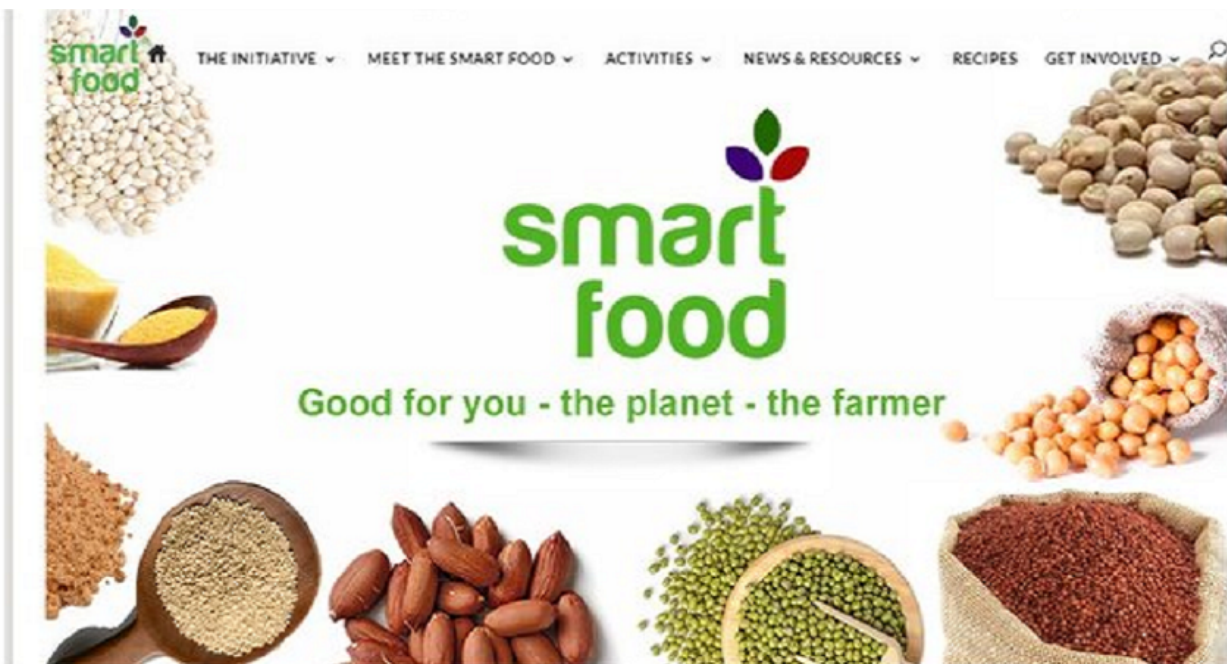 smart
food
THE INITIATIVE
MEET THE SMART FOOD
ACTIVITIES
NEWS & RESOURCES
RECIPES
GET INVOLVED
smart
food
Good for you - the planet - the farmer